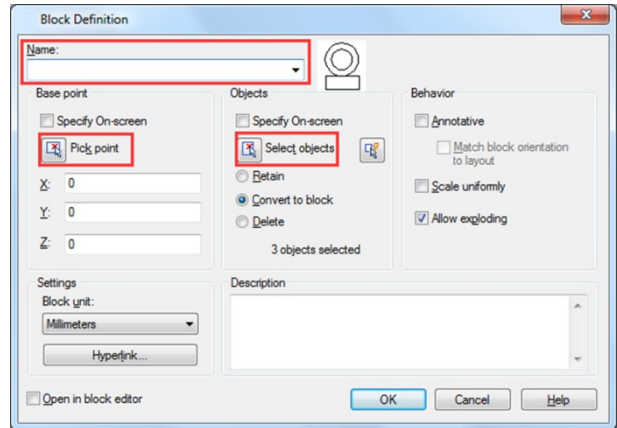 Block Definition
Name:
Base point
Specify On-screen
Pick point
X: 0
Y: 0
Z: 0
Objects
Specify On-screen
Select objects
Retain
Convert to block
Delete
3 objects selected
Behavior
Annotative
Match block orientation
to layout
Scale uniformly
Allow exploding
Settings
Block unit:
Millimeters
Hyperlink...
Description
Open in block editor
OK
Cancel
Help